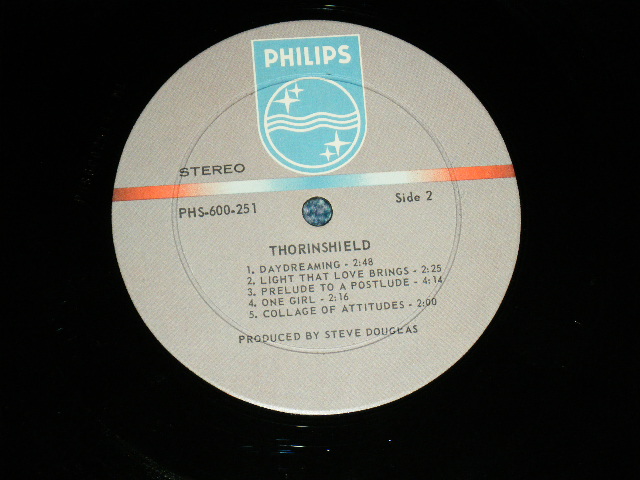 PHILIPS
STEREO
PHS-600-251
Side 2
THORINSHIELD
1. DAYDREAMING - 2:48
2. LIGHT THAT LOVE BRINGS - 2:25
3. PRELUDE TO A POSTLUDE - 4:14
4. ONE GIRL - 2:16
5. COLLAGE OF ATTITUDES - 2:00
PRODUCED BY STEVE DOUGLAS